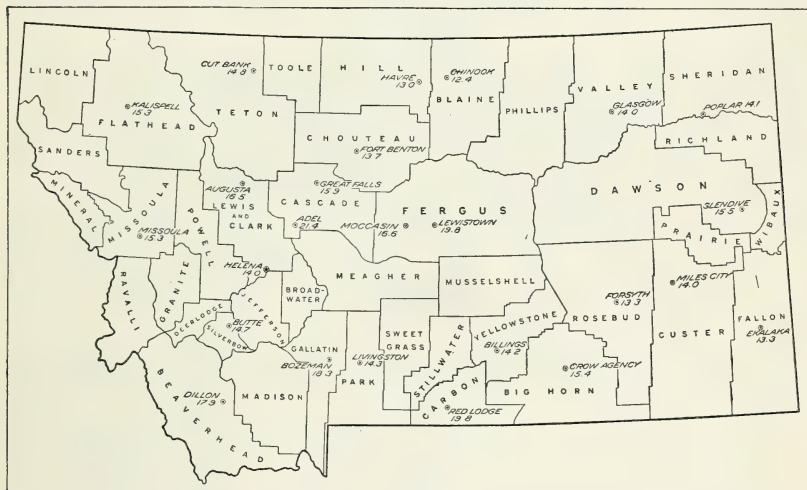 LINCOLN
FLATHEAD
KALISPELL
15.3
CUT BANK
14.8
TETON
TOOLE
HILL
HAVRE
13.0
CHINOOK
12.4
BLAINE
PHILLIPS
VALLEY
GLASGOW
14.0
SHERIDAN
POPLAR 14.1
SANDERS
CHOUTEAU
FORT BENTON
13.7
RICHLAND
MINERAL
MISSOULA
MISSOULA
15.3
POWELL
AUGUSTA
16.5
LEWIS
AND
CLARK
GREAT FALLS
15.9
CASCADE
ADEL
21.4
MOCCASIN
16.6
FERGUS
LEWISTOWN
19.8
DAWSON
SLENDIVE
15.5
WIBAUX
PRAIRIE
HELENA
14.0
RAVALLI
GRANITE
DEERLODGE
SILVERBOW
JEFFERSON
BUTTE
14.7
BROAD-
WATER
MEAGHER
MUSSELSHELL
FORSYTH
13.3
ROSEBUD
MILES CITY
14.0
CUSTER
FALLON
EKALAKA
13.3
GALLATIN
BOZEMAN
18.3
LIVINGSTON
14.3
PARK
SWEET
GRASS
STILLWATER
YELLOWSTONE
BILLINGS
14.2
CROW AGENCY
15.4
BIG HORN
CARBON
RED LODGE
19.8
DILLON
17.9
BEAVERHEAD
MADISON